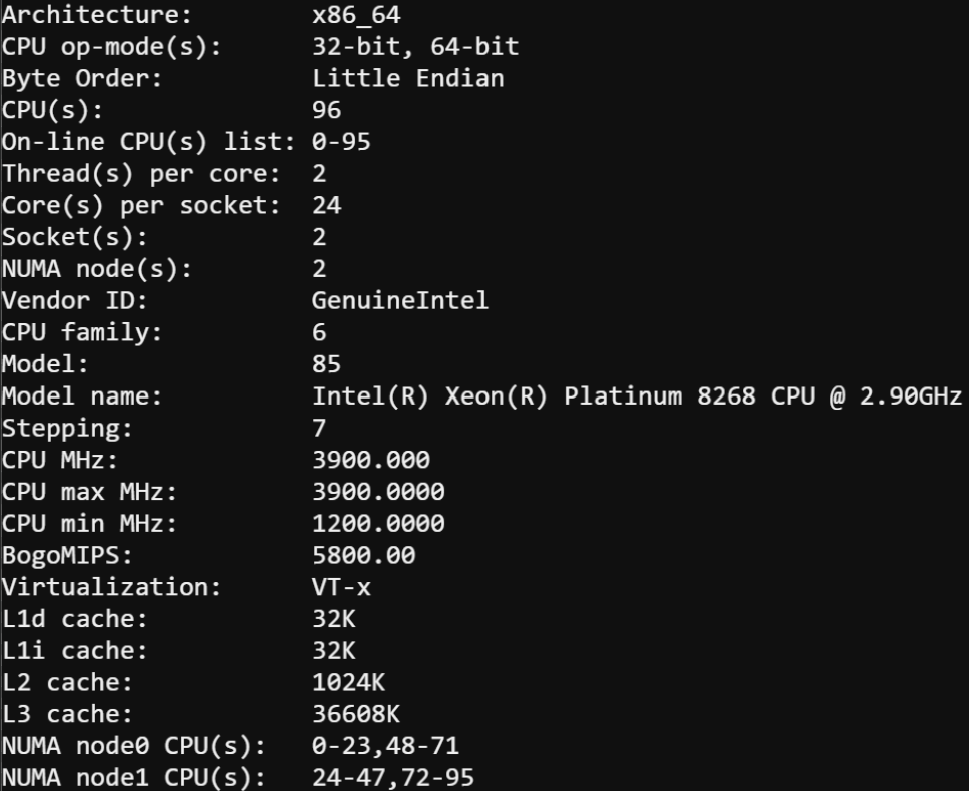 Architecture: x86_64
CPU op-mode(s): 32-bit, 64-bit
Byte Order: Little Endian
CPU(s): 96
On-line CPU(s) list: 0-95
Thread(s) per core: 2
Core(s) per socket: 24
Socket(s): 2
NUMA node(s): 2
Vendor ID: GenuineIntel
CPU family: 6
Model: 85
Model name: Intel(R) Xeon(R) Platinum 8268 CPU @ 2.90GHz
Stepping: 7
CPU MHz: 3900.000
CPU max MHz: 3900.0000
CPU min MHz: 1200.0000
BogoMIPS: 5800.00
Virtualization: VT-x
L1d cache: 32K
L1i cache: 32K
L2 cache: 1024K
L3 cache: 36608K
NUMA node0 CPU(s): 0-23,48-71
NUMA node1 CPU(s): 24-47,72-95